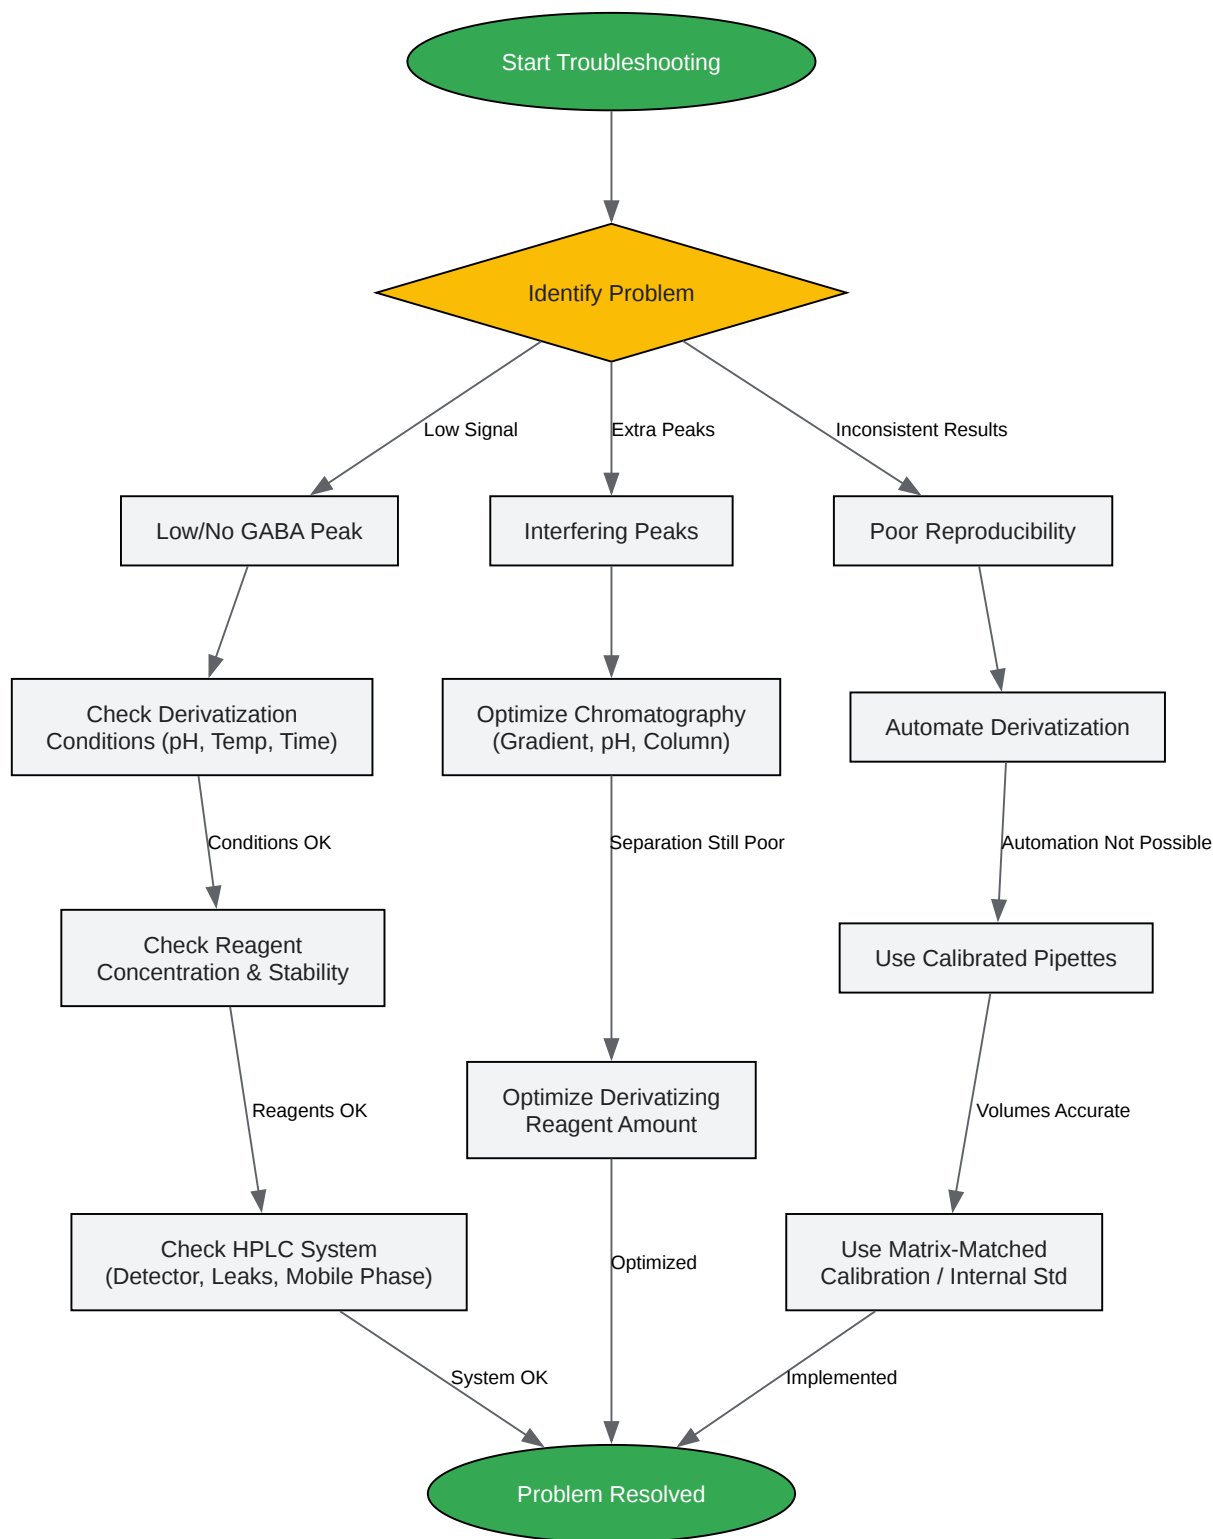 Start Troubleshooting
Identify Problem
Low Signal
Extra Peaks
Inconsistent Results
Low/No GABA Peak
Interfering Peaks
Poor Reproducibility
Check Derivatization
Conditions (pH, Temp, Time)
Optimize Chromatography
(Gradient, pH, Column)
Automate Derivatization
Conditions OK
Separation Still Poor
Automation Not Possible
Check Reagent
Concentration & Stability
Use Calibrated Pipettes
Optimize Derivatizing
Reagent Amount
Reagents OK
Volumes Accurate
Check HPLC System
(Detector, Leaks, Mobile Phase)
Optimized
Use Matrix-Matched
Calibration / Internal Std
System OK
Implemented
Problem Resolved